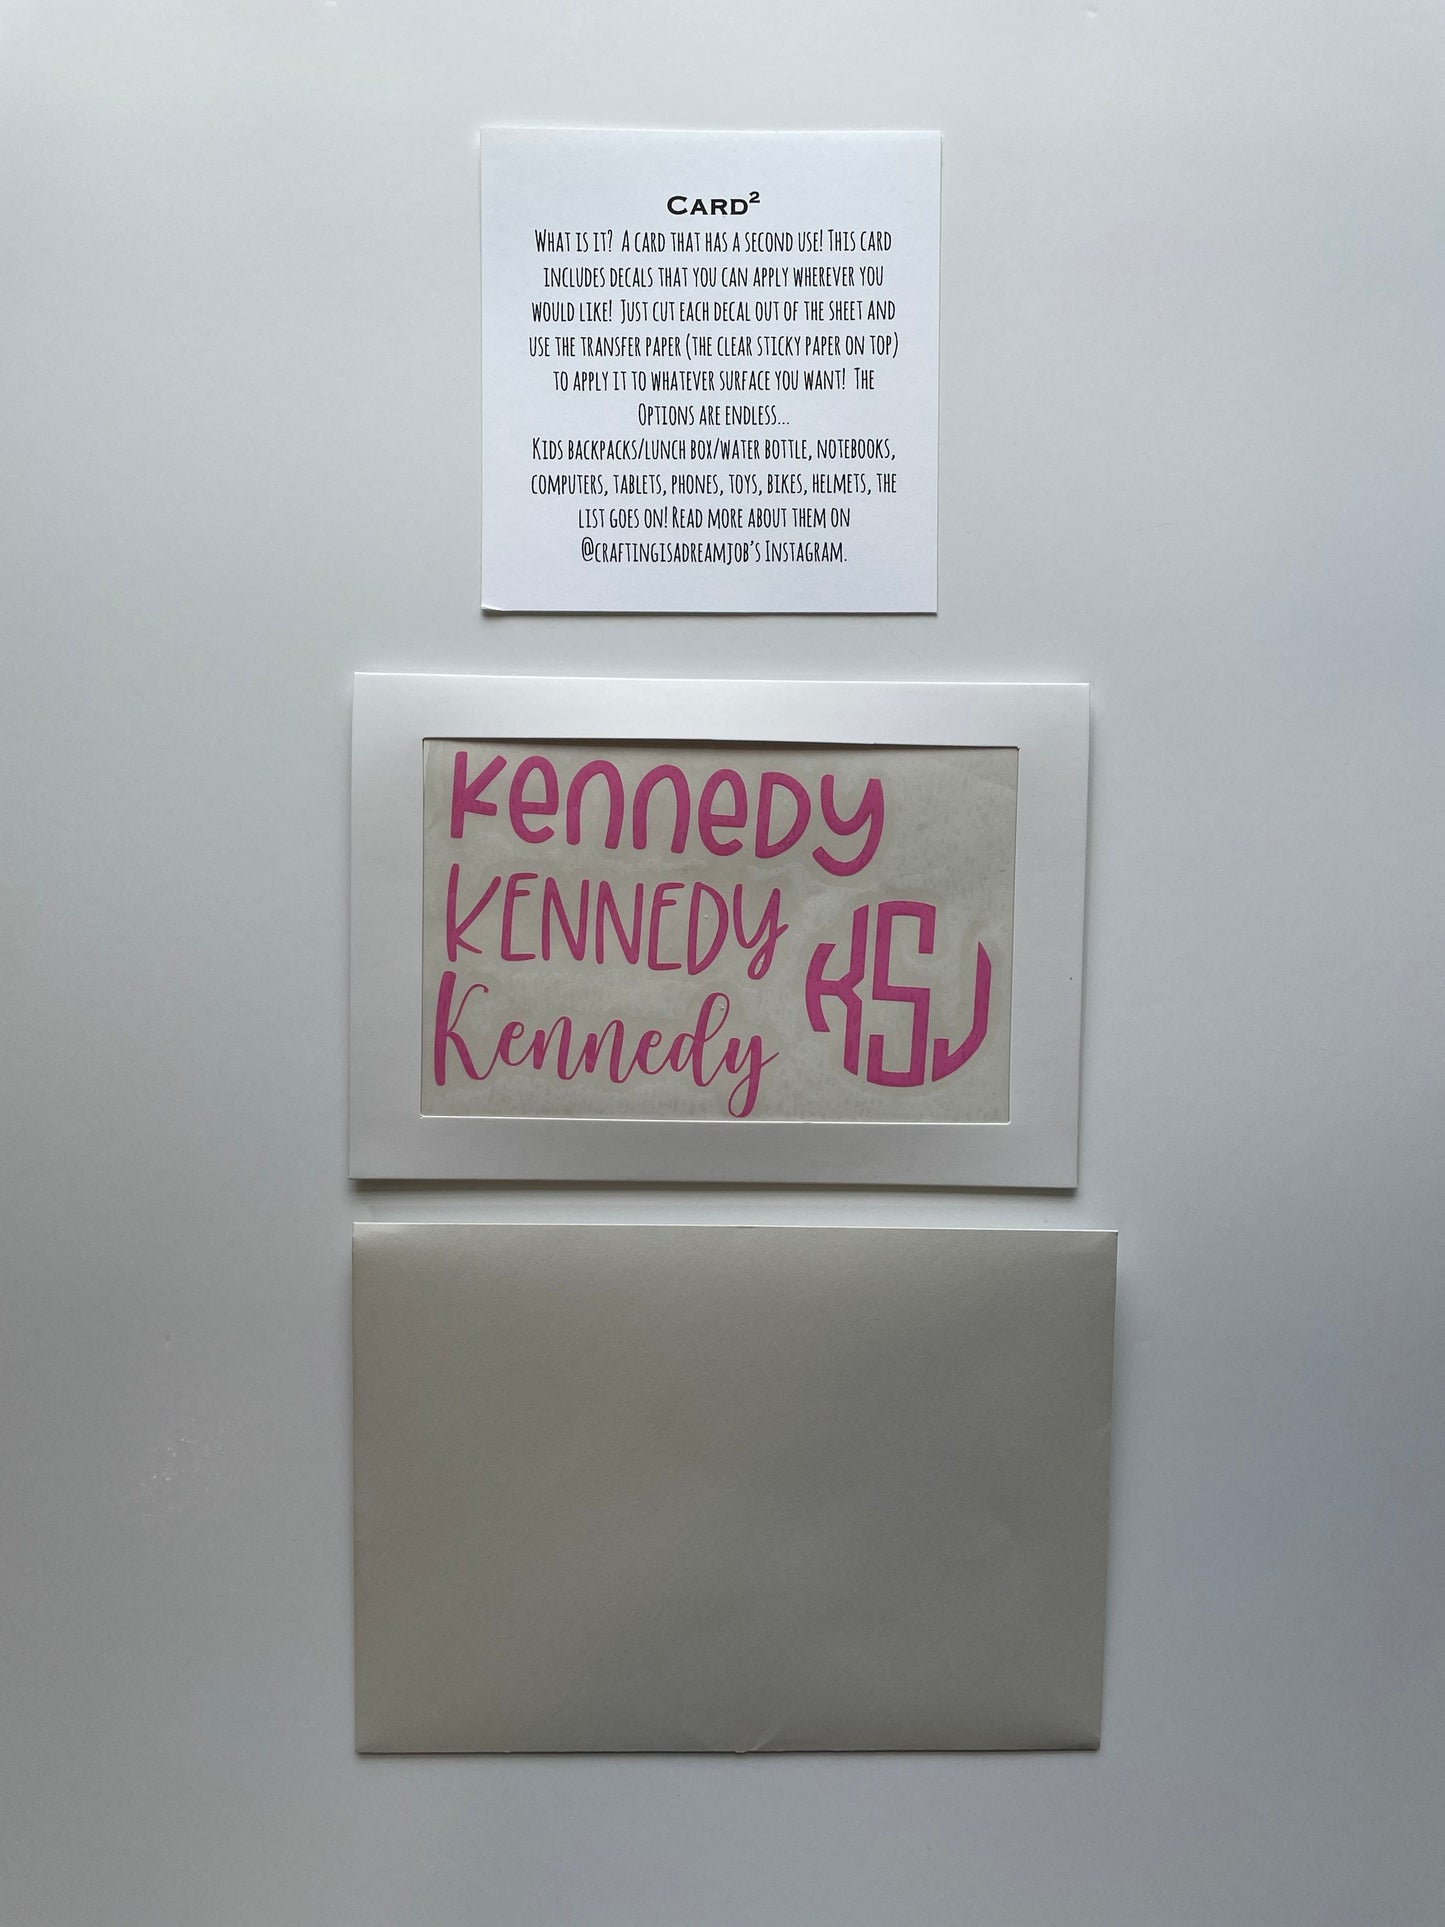 CARD²
WHAT IS IT? A CARD THAT HAS A SECOND USE! THIS CARD
INCLUDES DECALS THAT YOU CAN APPLY WHEREVER YOU
WOULD LIKE! JUST CUT EACH DECAL OUT OF THE SHEET AND
USE THE TRANSFER PAPER (THE CLEAR STICKY PAPER ON TOP)
TO APPLY IT TO WHATEVER SURFACE YOU WANT! THE
OPTIONS ARE ENDLESS...
KIDS BACKPACKS/LUNCH BOX/WATER BOTTLE, NOTEBOOKS,
COMPUTERS, TABLETS, PHONES, TOYS, BIKES, HELMETS, THE
LIST GOES ON! READ MORE ABOUT THEM ON
@CRAFTINGISADREAMJOB'S INSTAGRAM.
Kennedy
KENNEDY
Kennedy
KSJ